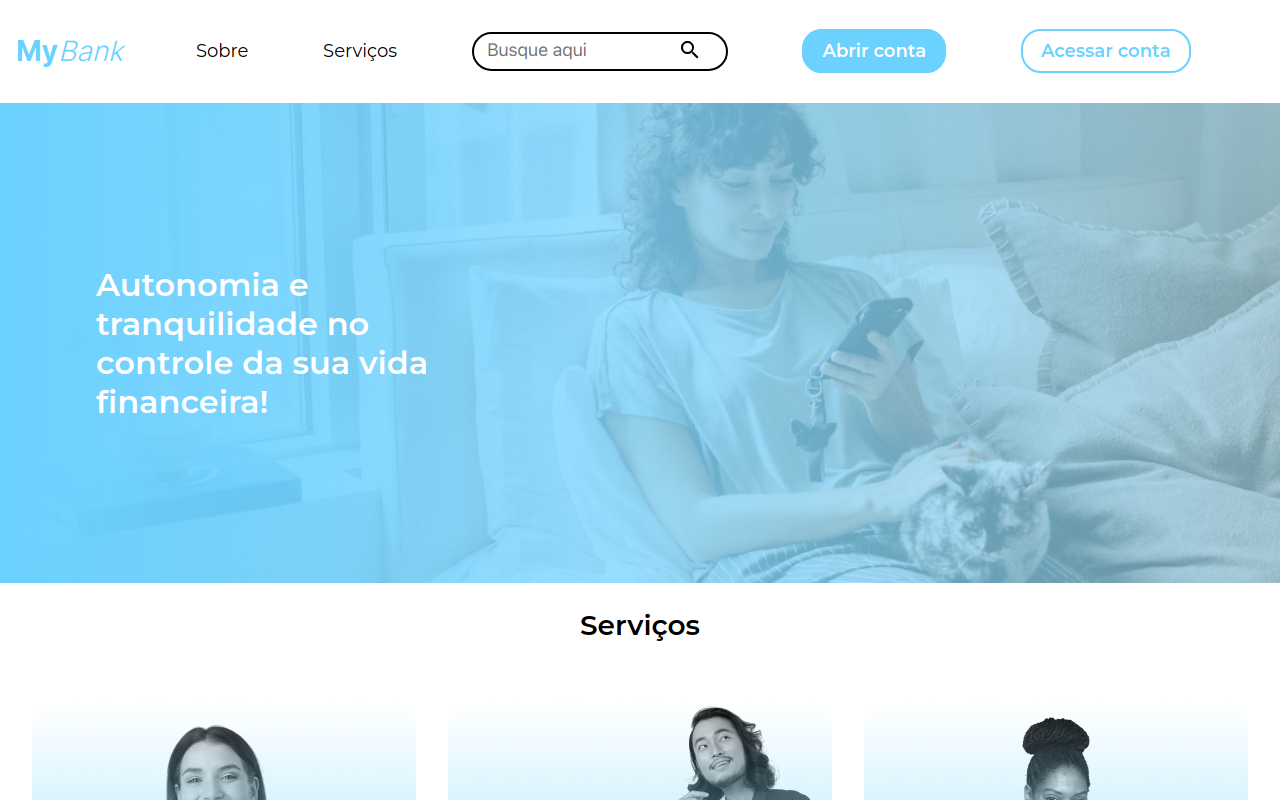 MyBank
Sobre
Serviços
Busque aqui
Abrir conta
Acessar conta
Autonomia e
tranquilidade no
controle da sua vida
financeira!
Serviços